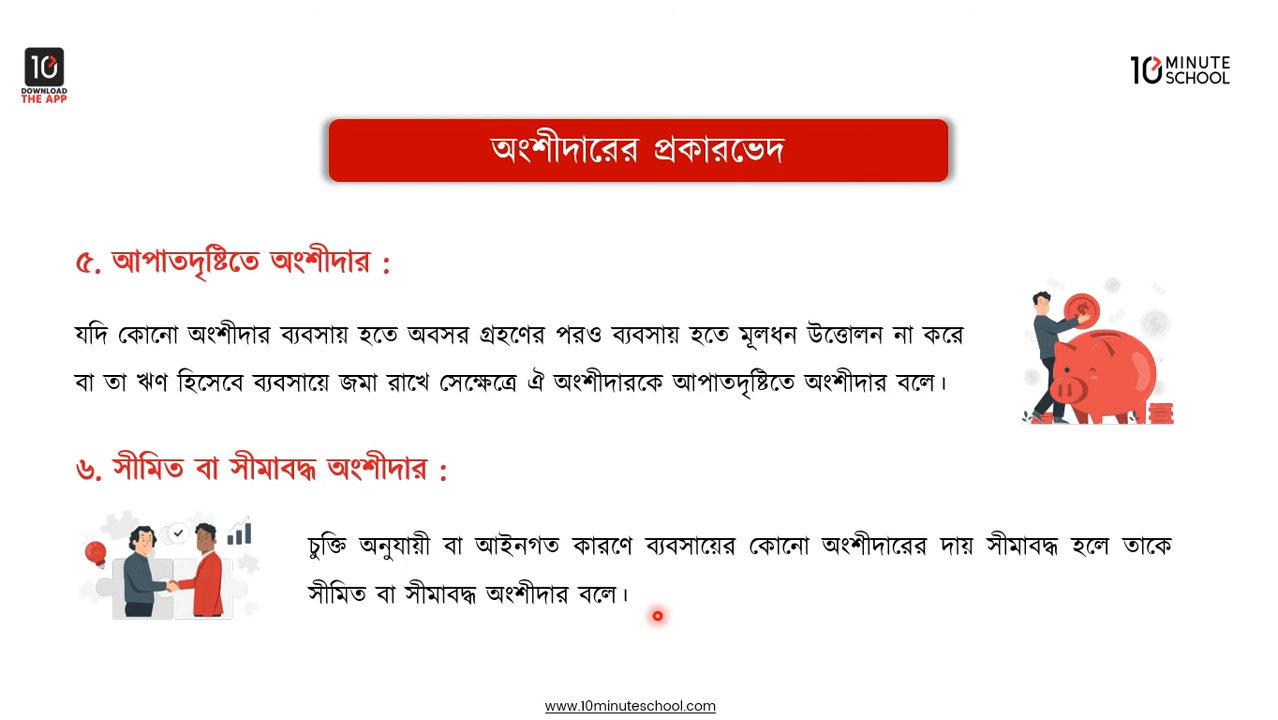 10
DOWNLOAD
THE APP
10 MINUTE
SCHOOL
অংশীদারের প্রকারভেদ
৫. আপাতদৃষ্টিতে অংশীদার :
যদি কোনো অংশীদার ব্যবসায় হতে অবসর গ্রহণের পরও ব্যবসায় হতে মূলধন উত্তোলন না করে
বা তা ঋণ হিসেবে ব্যবসায়ে জমা রাখে সেক্ষেত্রে ঐ অংশীদারকে আপাতদৃষ্টিতে অংশীদার বলে।
৬. সীমিত বা সীমাবদ্ধ অংশীদার :
চুক্তি অনুযায়ী বা আইনগত কারণে ব্যবসায়ের কোনো অংশীদারের দায় সীমাবদ্ধ হলে তাকে
সীমিত বা সীমাবদ্ধ অংশীদার বলে।
www.10minuteschool.com